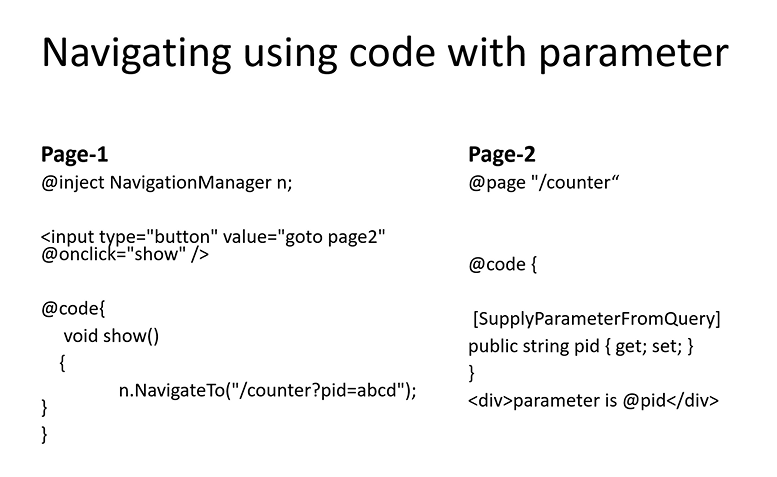 Navigating using code with parameter
Page-1
@inject NavigationManager n;
<input type="button" value="goto page2"
@onclick="show" />
@code{
void show()
{
n.NavigateTo("/counter?pid=abcd");
}
}
Page-2
@page "/counter“
@code {
[SupplyParameterFromQuery]
public string pid { get; set; }
}
<div>parameter is @pid</div>